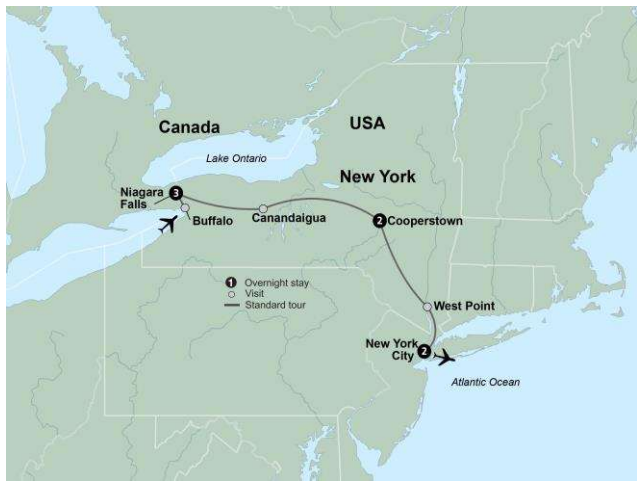 Canada
USA
Lake Ontario
New York
Niagara
Falls
3
Buffalo
Canandaigua
2
Cooperstown
1 Overnight stay
Visit
Standard tour
West Point
New York
City
2
Atlantic Ocean